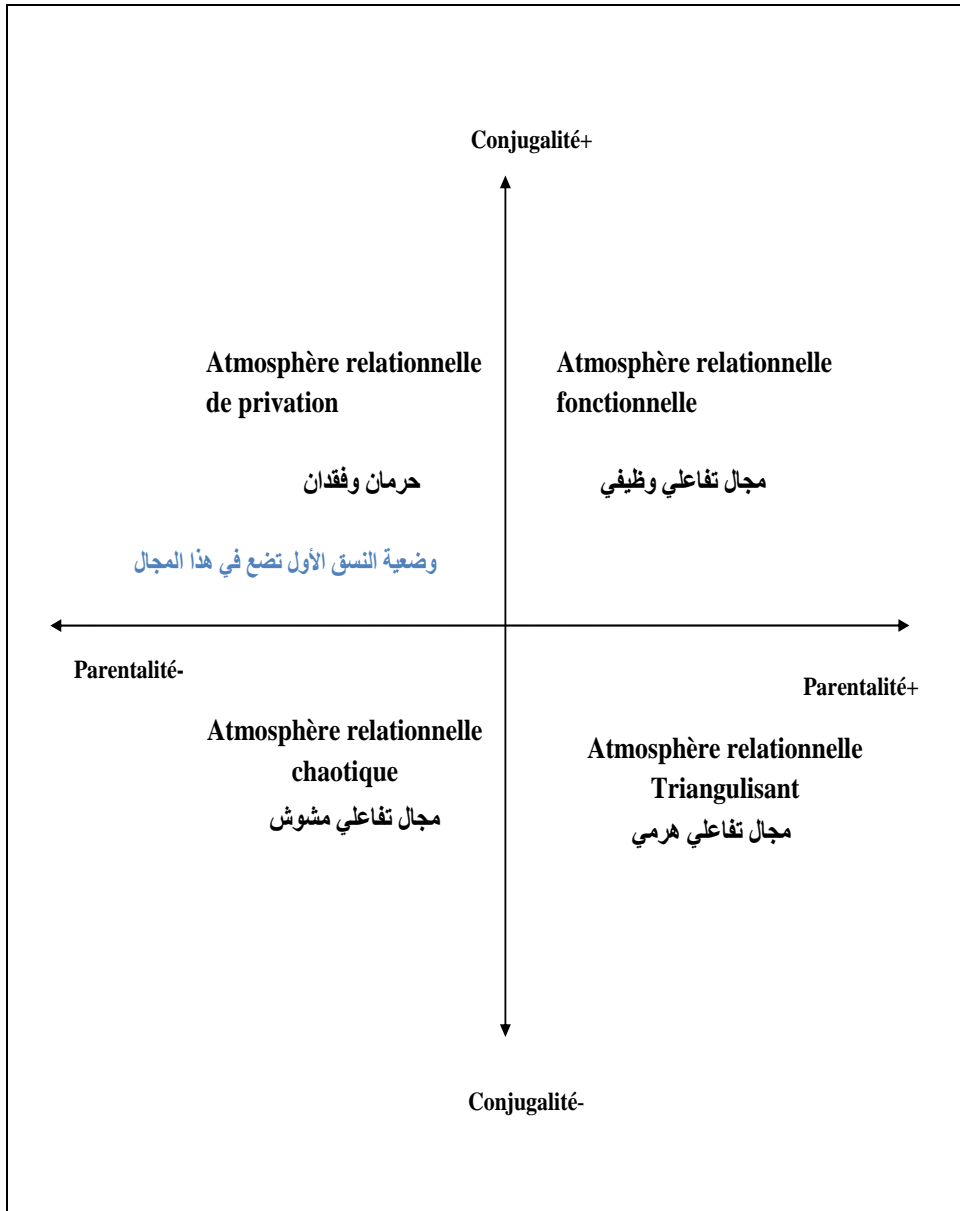 Conjugalité+
Atmosphère relationnelle
de privation
Atmosphère relationnelle
fonctionnelle
حرمان وفقدان
مجال تفاعلي وظيفي
وضعية النسق الأول تضع في هذا المجال
Parentalité-
Parentalité+
Atmosphère relationnelle
chaotique
مجال تفاعلي مشوش
Atmosphère relationnelle
Triangulisant
مجال تفاعلي هرمي
Conjugalité-